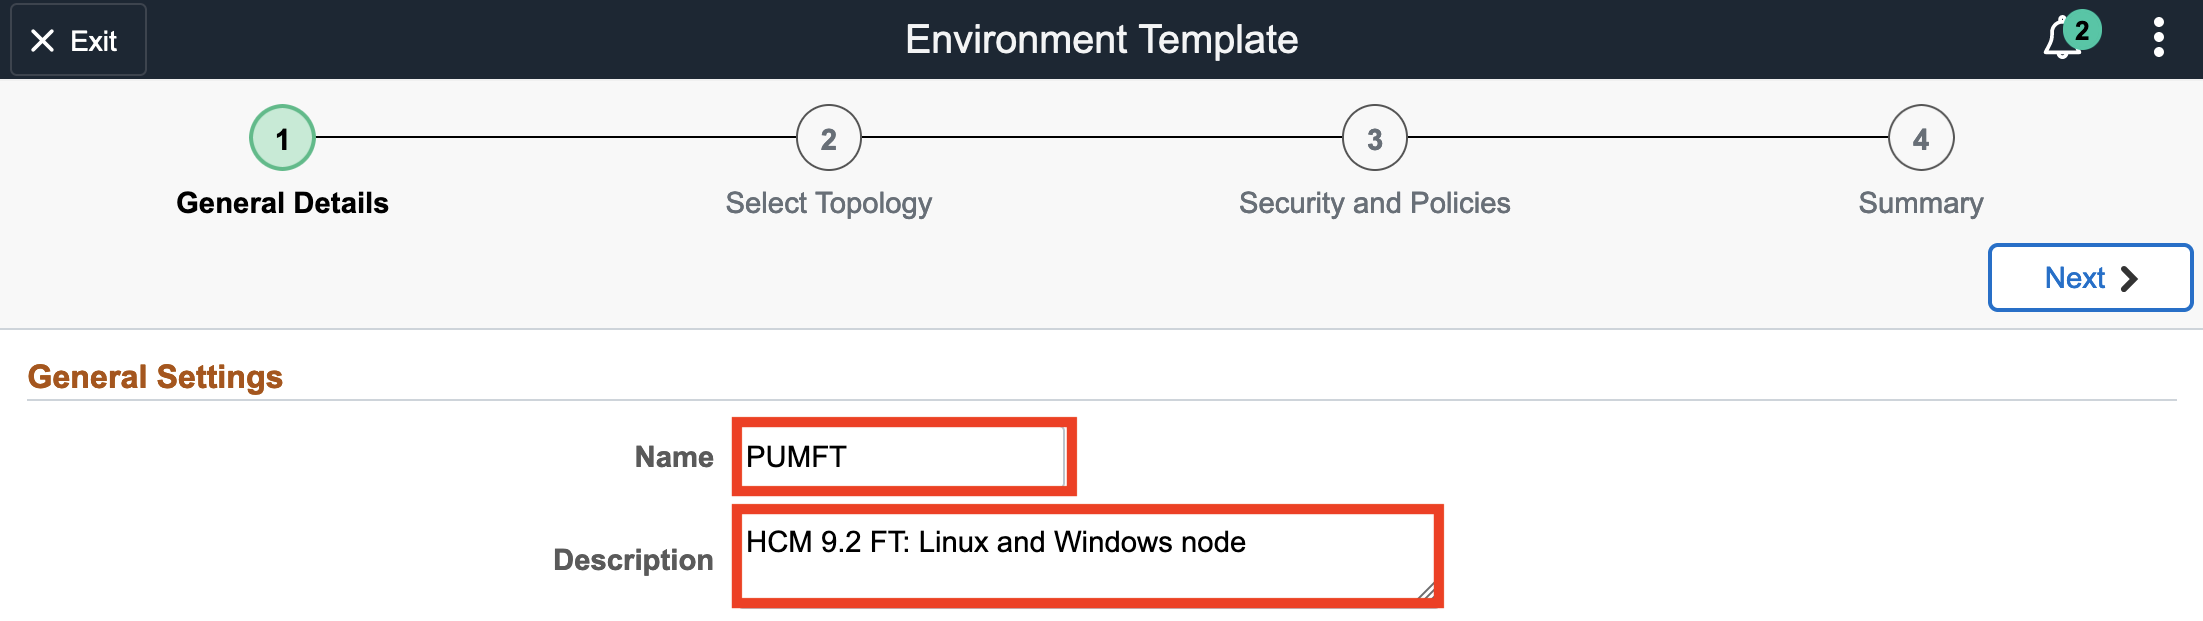 Exit
Environment Template
2
1
2
3
4
General Details
Select Topology
Security and Policies
Summary
Next
General Settings
Name
PUMFT
Description
HCM 9.2 FT: Linux and Windows node